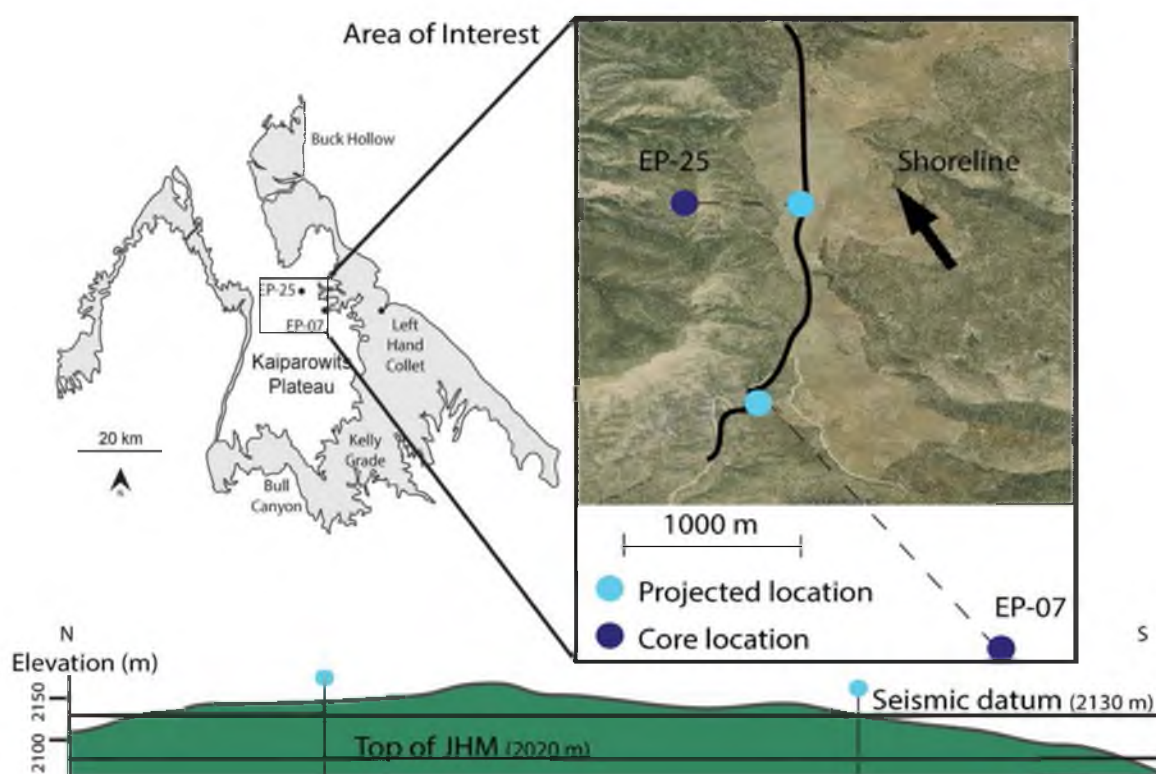 Area of Interest
Buck Hollow
EP-25
EP-07
Left
Hand
Collet
Kaiparowits
Plateau
20 km
N
Kelly
Grade
Bull
Canyon
EP-25
Shoreline
1000 m
Projected location
Core location
EP-07
N
S
Elevation (m)
2150
2100
Seismic datum (2130 m)
Top of JHM (2020 m)